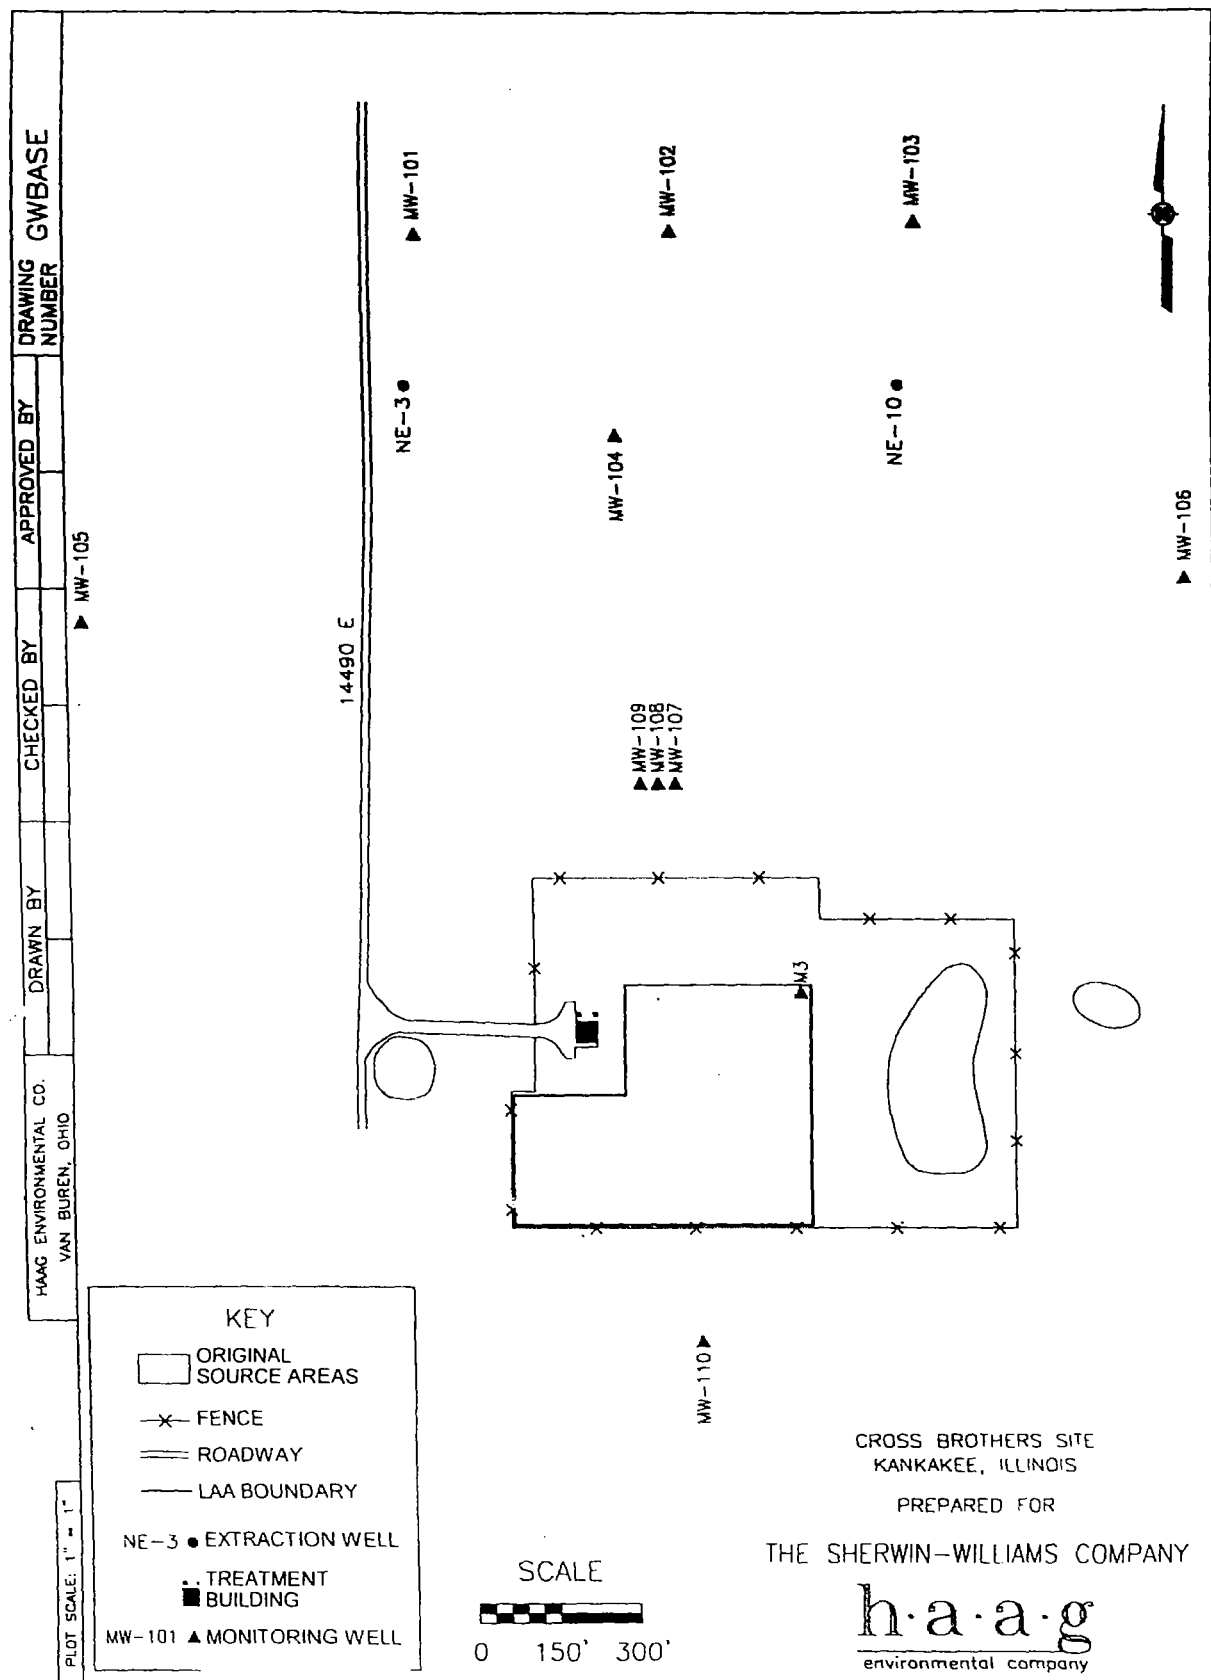 DRAWING
NUMBER
GWBASE
APPROVED BY
CHECKED BY
DRAWN BY
HAAG ENVIRONMENTAL CO.
VAN BUREN, OHIO
PLOT SCALE: 1" = 1"
MW-101
MW-102
MW-103
NE-3
NE-10
MW-104
MW-105
MW-106
14490 E
MW-109
MW-108
MW-107
M3
MW-110
KEY
ORIGINAL
SOURCE AREAS
FENCE
ROADWAY
LAA BOUNDARY
NE-3 EXTRACTION WELL
TREATMENT
BUILDING
MW-101 MONITORING WELL
SCALE
0 150' 300'
CROSS BROTHERS SITE
KANKAKEE, ILLINOIS
PREPARED FOR
THE SHERWIN-WILLIAMS COMPANY
h·a·a·g
environmental company